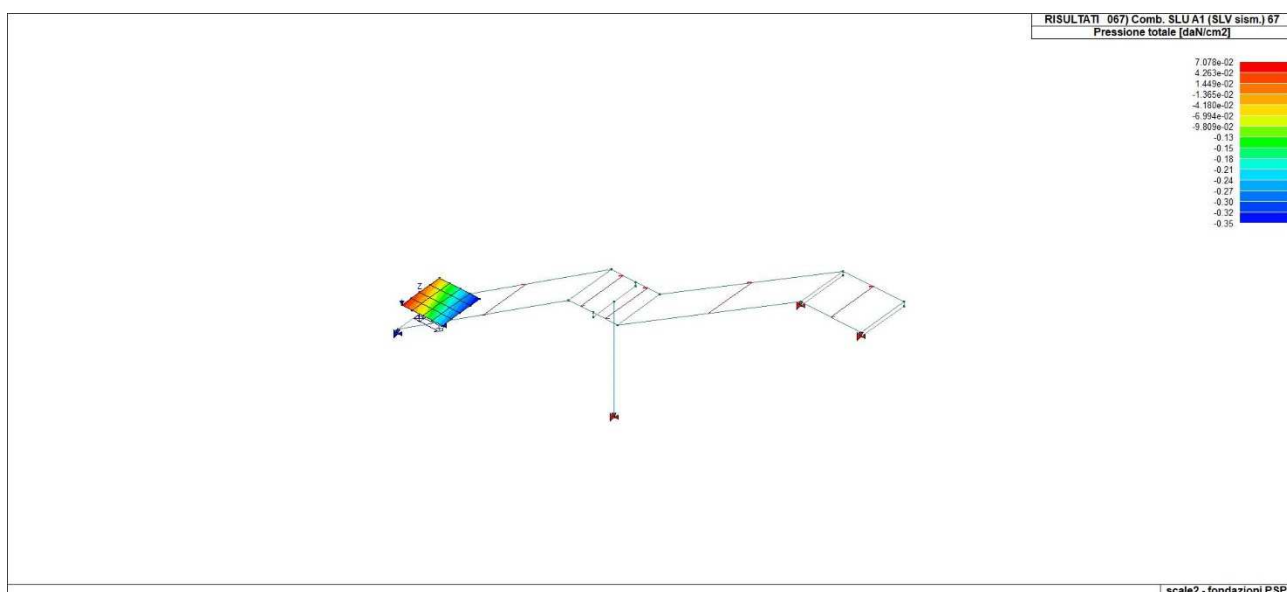 RISULTATI 067) Comb. SLU A1 (SLV sism.) 67
Pressione totale [daN/cm2]
7.078e-02
4.263e-02
1.449e-02
-1.365e-02
-4.180e-02
-6.994e-02
-9.809e-02
-0.13
-0.15
-0.18
-0.21
-0.24
-0.27
-0.30
-0.32
-0.35
Z
scale2 - fondazioni PSP